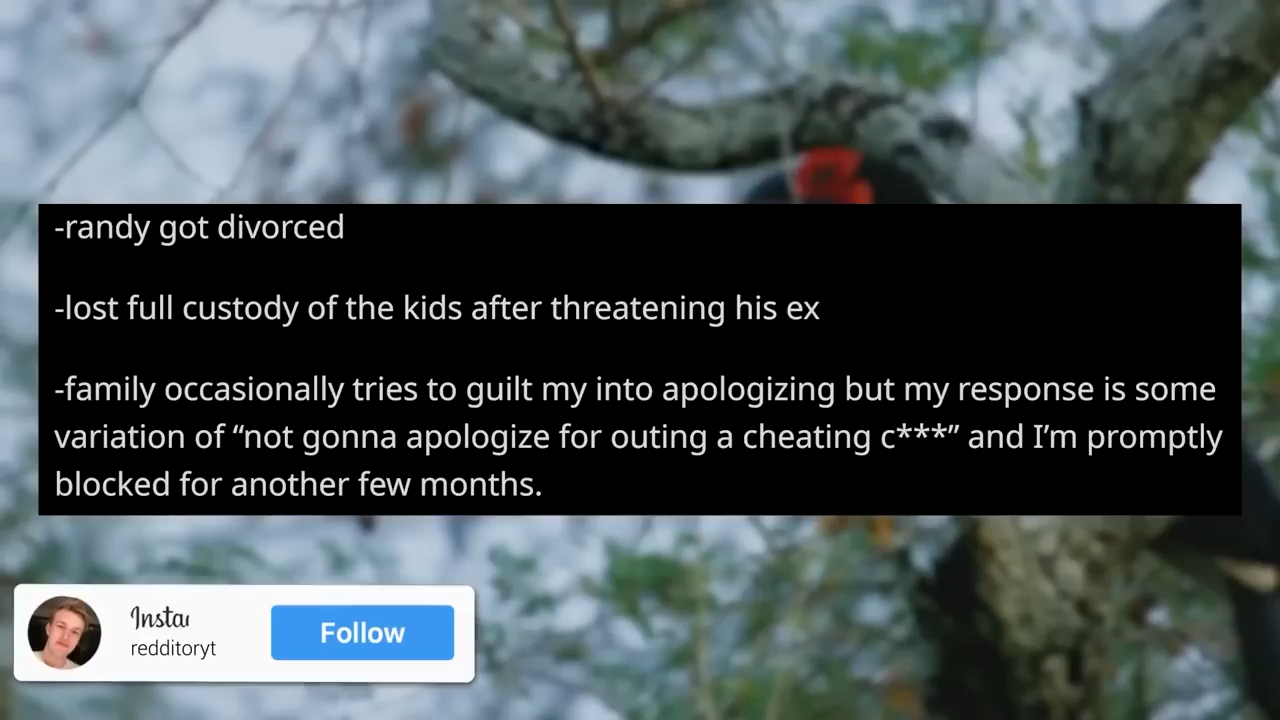 -randy got divorced
-lost full custody of the kids after threatening his ex
-family occasionally tries to guilt my into apologizing but my response is some
variation of “not gonna apologize for outing a cheating c***” and I’m promptly
blocked for another few months.
Insta
redditoryt
Follow